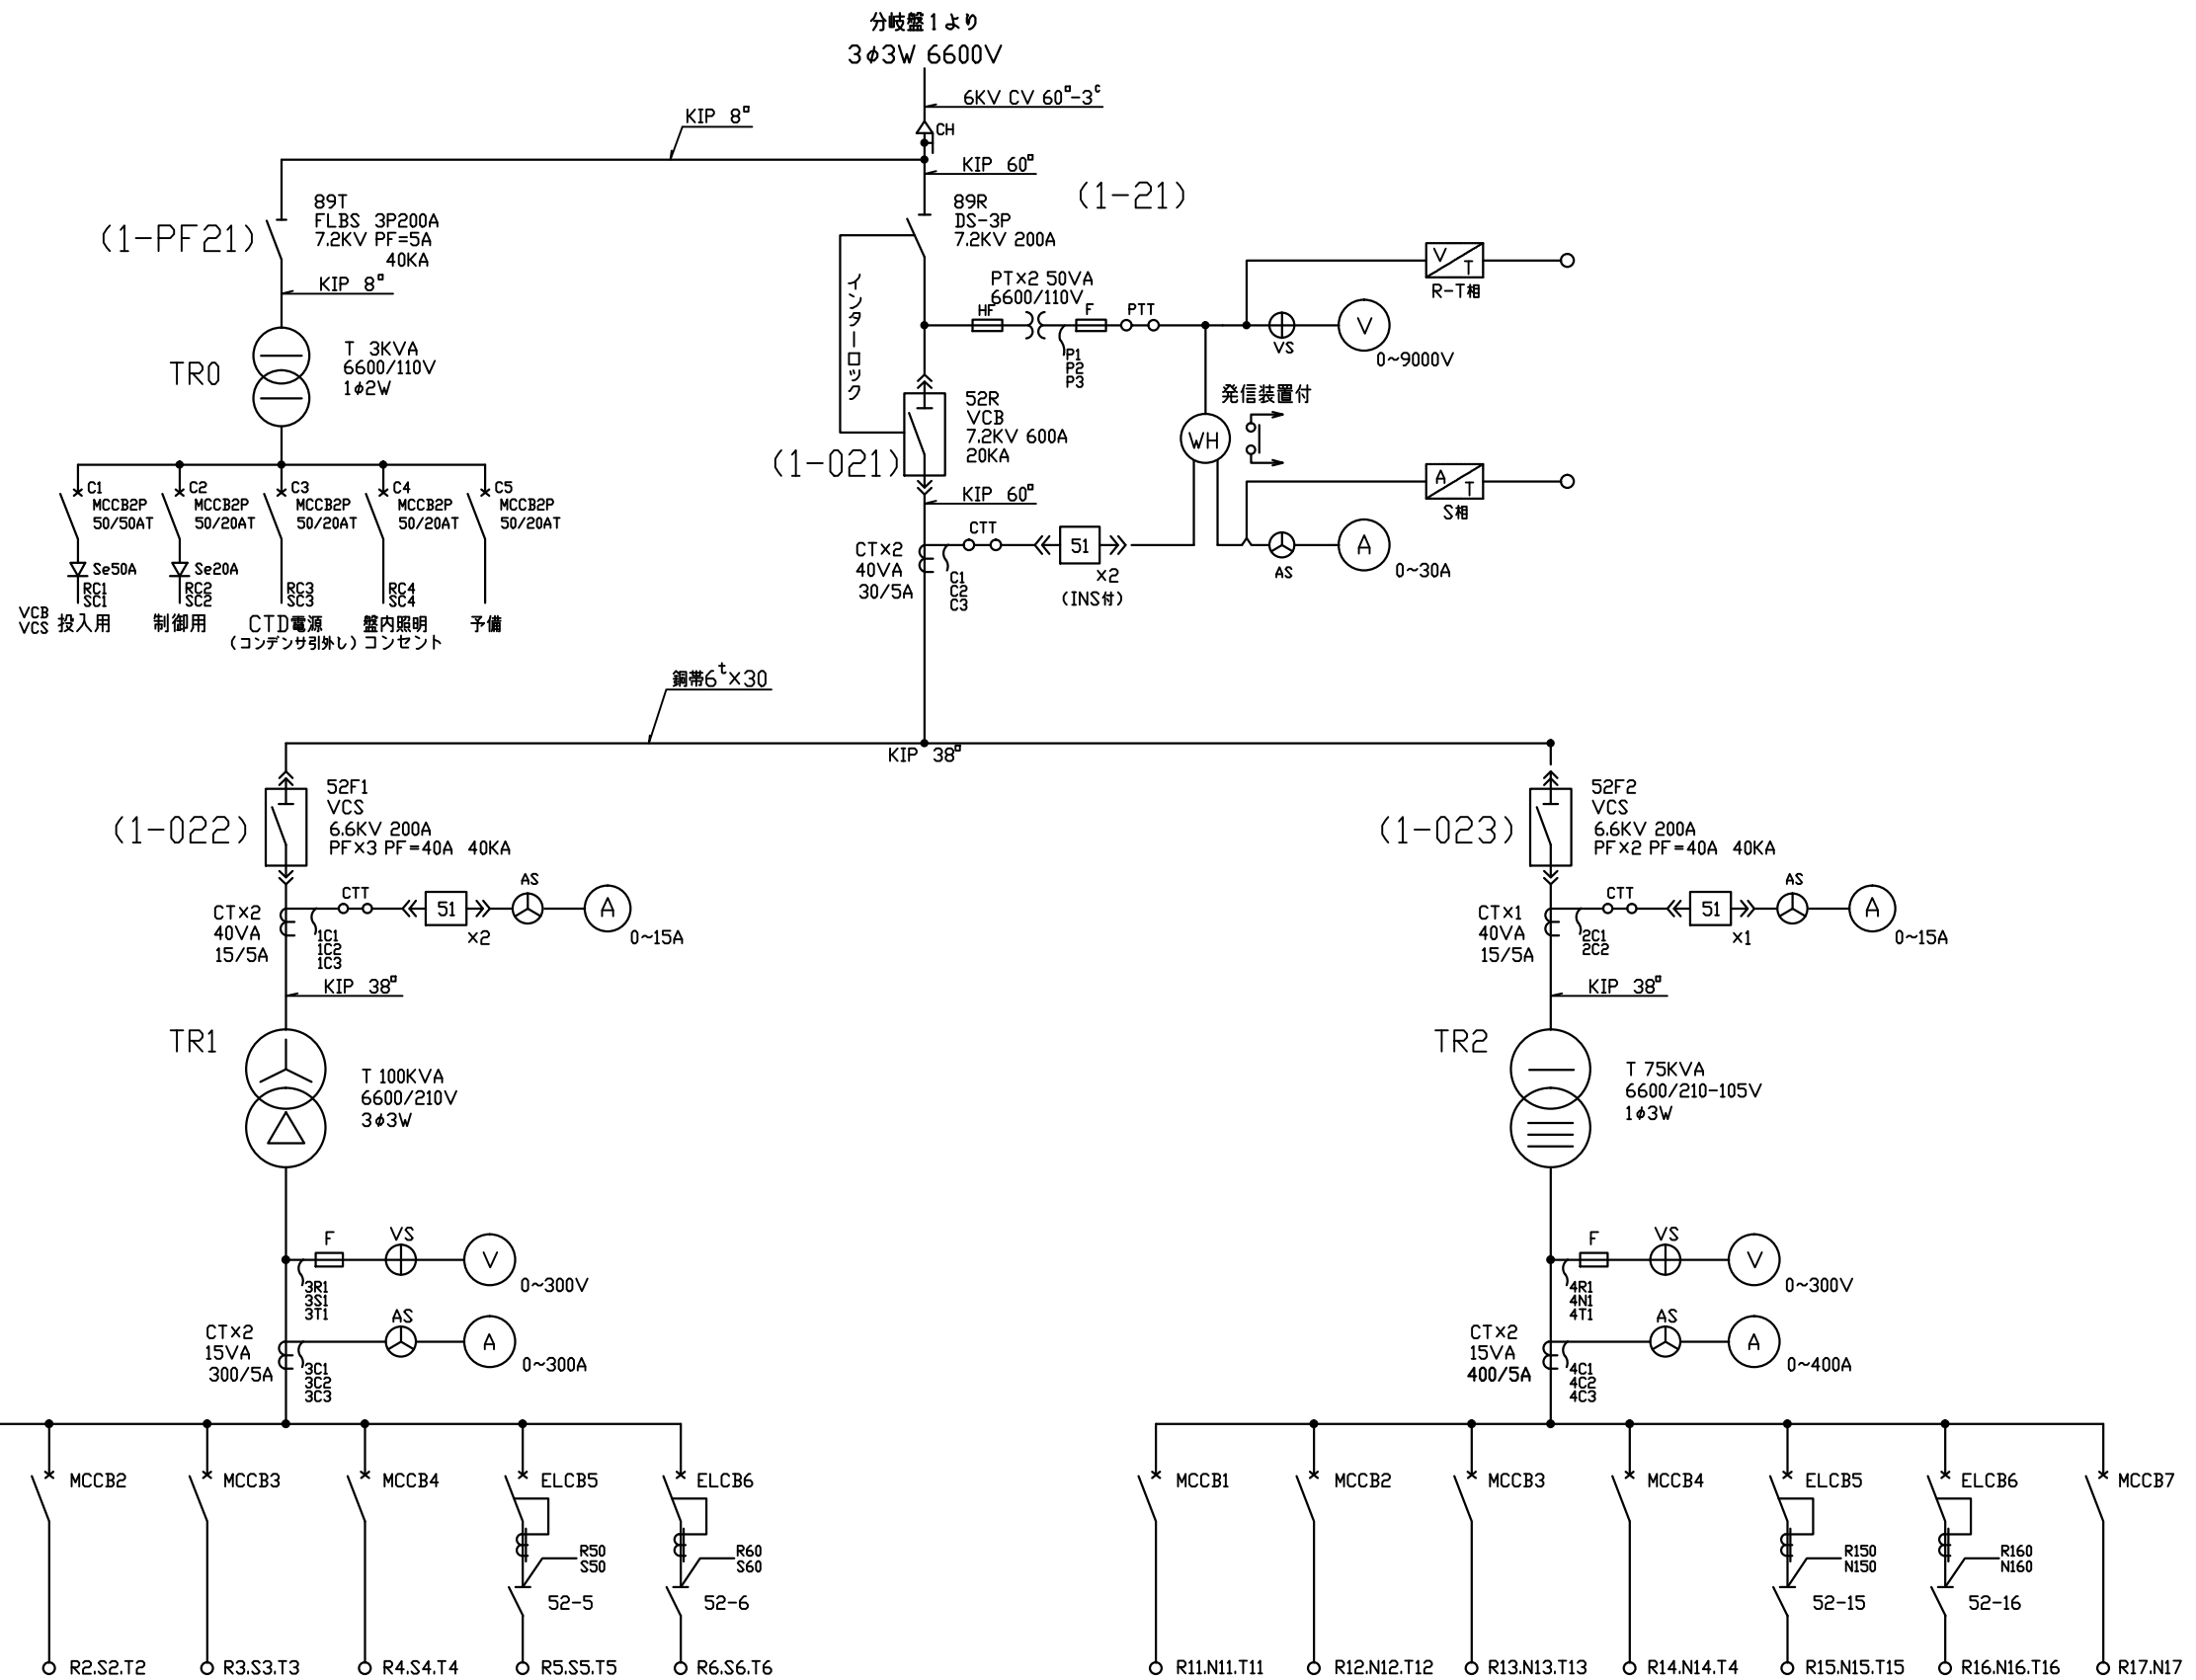 分岐盤1より
3φ3W 6600V
6KV CV 60□-3c
KIP 8□
CH
KIP 60□
(1-21)
89T
FLBS 3P200A
7.2KV PF=5A
40KA
(1-PF21)
KIP 8□
89R
DS-3P
7.2KV 200A
インターロック
PT×2 50VA
6600/110V
HF
F
PTT
P1
P2
P3
V
T
R-T相
VS
V
0~9000V
TR0
T 3KVA
6600/110V
1φ2W
発信装置付
WH
52R
VCB
7.2KV 600A
20KA
(1-021)
KIP 60□
A
T
S相
C1
MCCB2P
50/50AT
C2
MCCB2P
50/20AT
C3
MCCB2P
50/20AT
C4
MCCB2P
50/20AT
C5
MCCB2P
50/20AT
Se50A
Se20A
RC1
SC1
RC2
SC2
RC3
SC3
RC4
SC4
VCB
VCS
投入用
制御用
CTD電源
(コンデンサ引外し)
盤内照明
コンセント
予備
CT×2
40VA
30/5A
CTT
C1
C2
C3
51
×2
(INS付)
AS
A
0~30A
銅帯6t×30
KIP 38□
52F1
VCS
6.6KV 200A
PF×3 PF=40A 40KA
(1-022)
52F2
VCS
6.6KV 200A
PF×2 PF=40A 40KA
(1-023)
CT×2
40VA
15/5A
CTT
1C1
1C2
1C3
51
×2
AS
A
0~15A
CT×1
40VA
15/5A
CTT
2C1
2C2
51
×1
AS
A
0~15A
KIP 38□
KIP 38□
TR1
T 100KVA
6600/210V
3φ3W
TR2
T 75KVA
6600/210-105V
1φ3W
F
VS
V
0~300V
3R1
3S1
3T1
F
VS
V
0~300V
4R1
4N1
4T1
CT×2
15VA
300/5A
3C1
3C2
3C3
AS
A
0~300A
CT×2
15VA
400/5A
4C1
4C2
4C3
AS
A
0~400A
MCCB2
MCCB3
MCCB4
ELCB5
ELCB6
MCCB1
MCCB2
MCCB3
MCCB4
ELCB5
ELCB6
MCCB7
R50
S50
R60
S60
R150
N150
R160
N160
52-5
52-6
52-15
52-16
R2.S2.T2
R3.S3.T3
R4.S4.T4
R5.S5.T5
R6.S6.T6
R11.N11.T11
R12.N12.T12
R13.N13.T13
R14.N14.T4
R15.N15.T15
R16.N16.T16
R17.N17